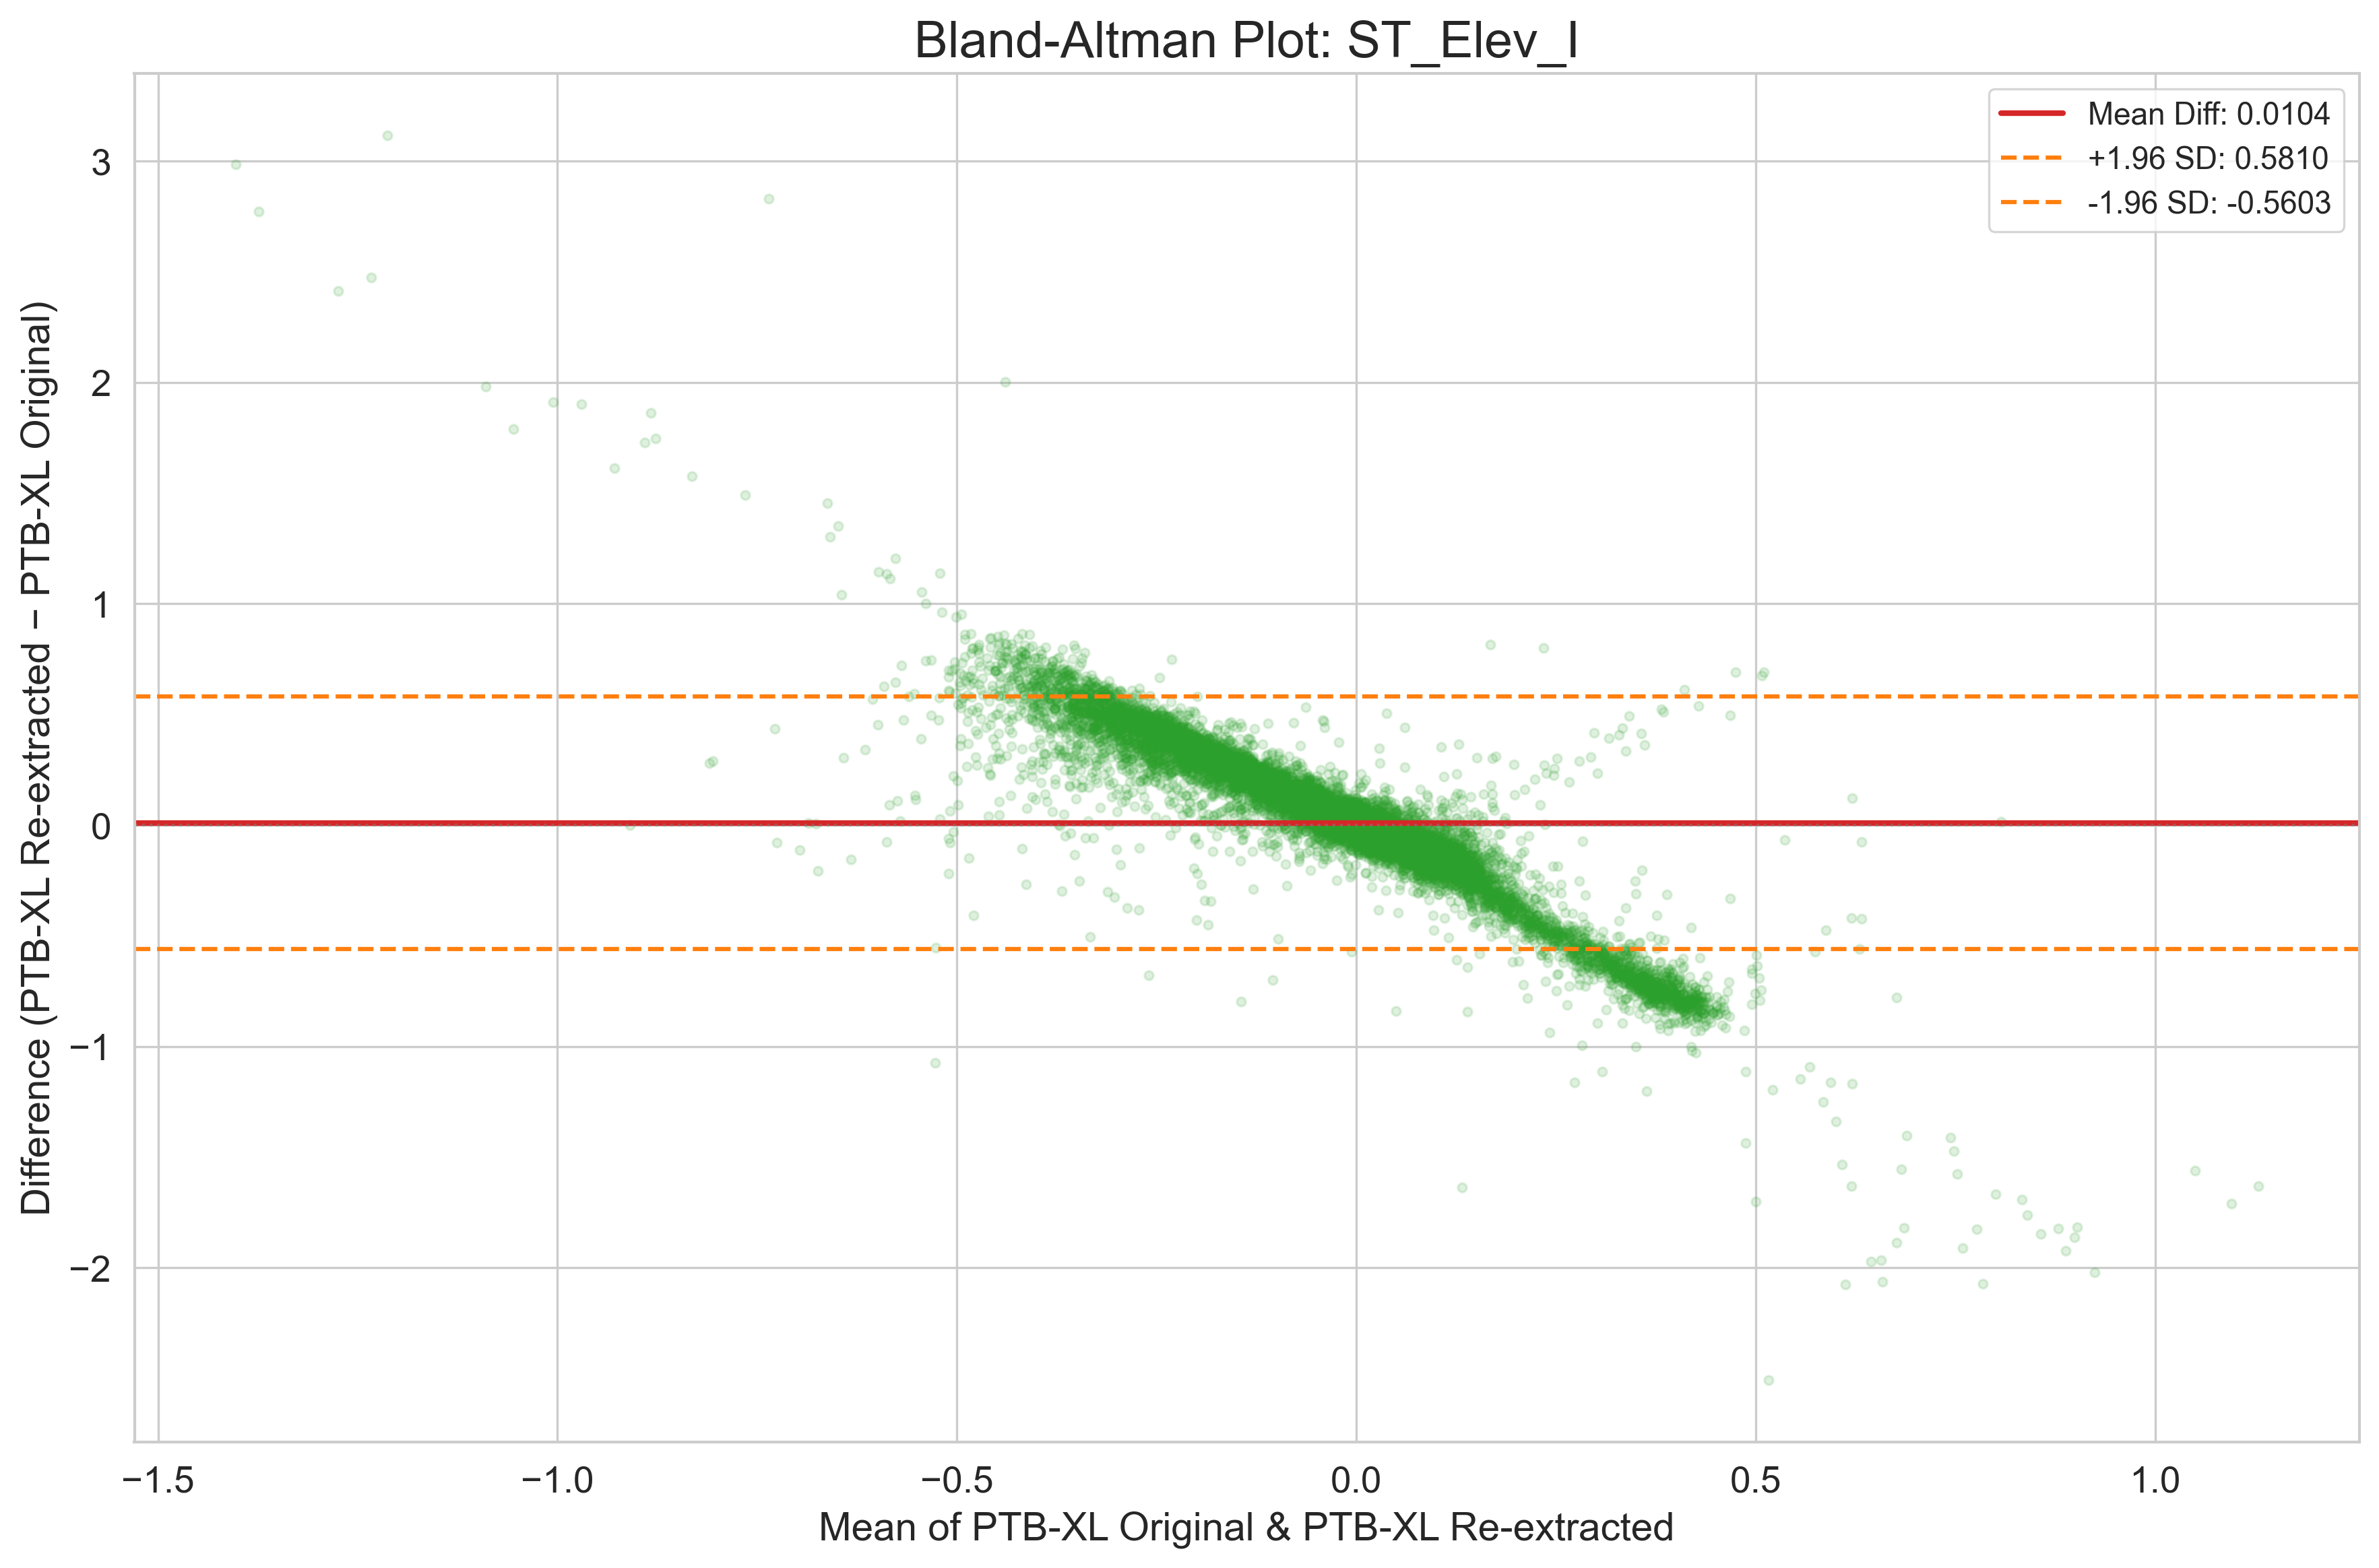 Bland-Altman Plot: ST_Elev_I
Mean Diff: 0.0104
+1.96 SD: 0.5810
-1.96 SD: -0.5603
Difference (PTB-XL Re-extracted − PTB-XL Original)
3
2
1
0
−1
−2
−1.5
−1.0
−0.5
0.0
0.5
1.0
Mean of PTB-XL Original & PTB-XL Re-extracted